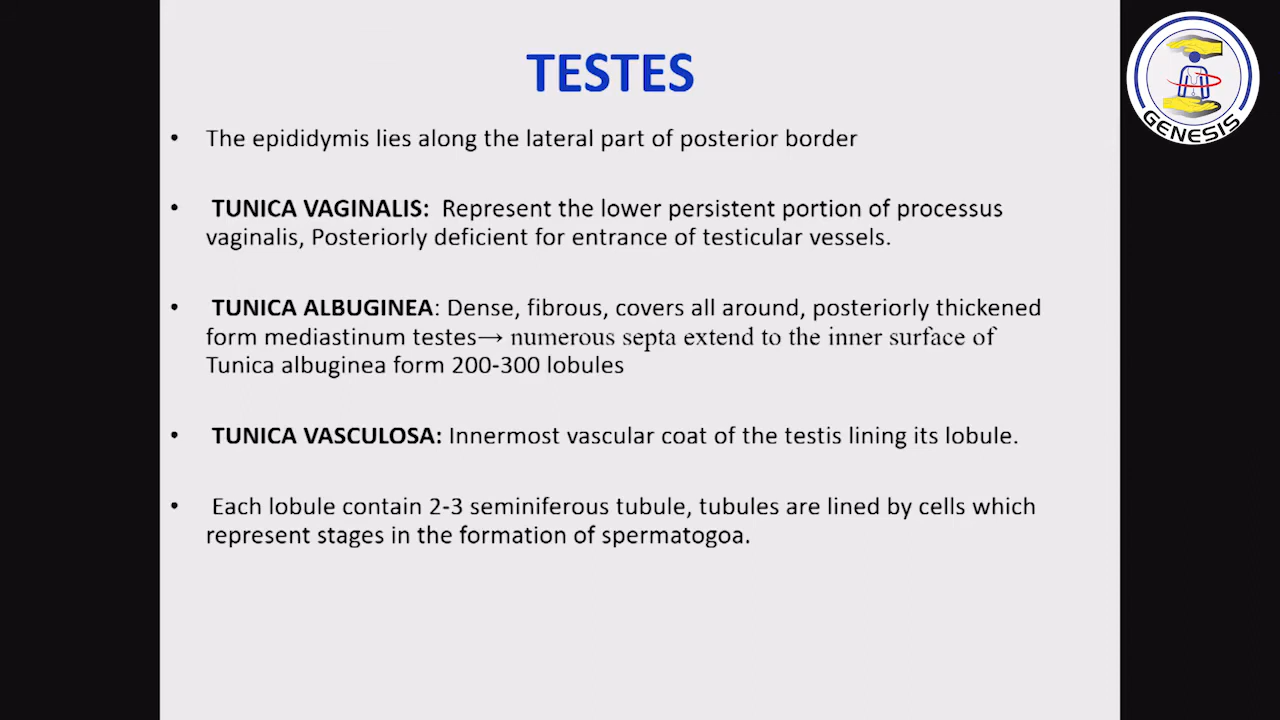 TESTES
GENESIS
• The epididymis lies along the lateral part of posterior border
• TUNICA VAGINALIS: Represent the lower persistent portion of processus
vaginalis, Posteriorly deficient for entrance of testicular vessels.
• TUNICA ALBUGINEA: Dense, fibrous, covers all around, posteriorly thickened
form mediastinum testes→ numerous septa extend to the inner surface of
Tunica albuginea form 200-300 lobules
• TUNICA VASCULOSA: Innermost vascular coat of the testis lining its lobule.
• Each lobule contain 2-3 seminiferous tubule, tubules are lined by cells which
represent stages in the formation of spermatogoa.